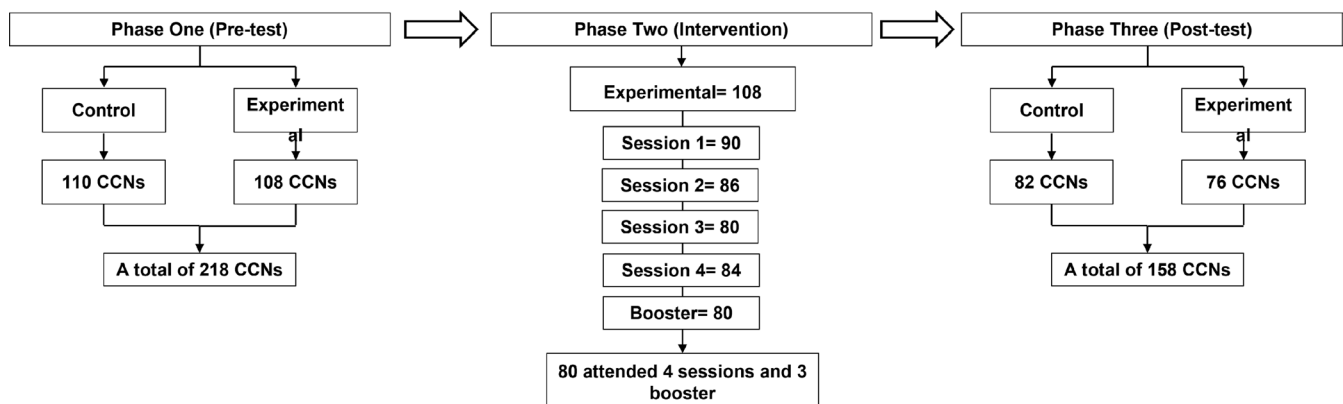 Phase One (Pre-test)
Control
Experiment
al
110 CCNs
108 CCNs
A total of 218 CCNs
Phase Two (Intervention)
Experimental= 108
Session 1= 90
Session 2= 86
Session 3= 80
Session 4= 84
Booster= 80
80 attended 4 sessions and 3
booster
Phase Three (Post-test)
Control
Experiment
al
82 CCNs
76 CCNs
A total of 158 CCNs